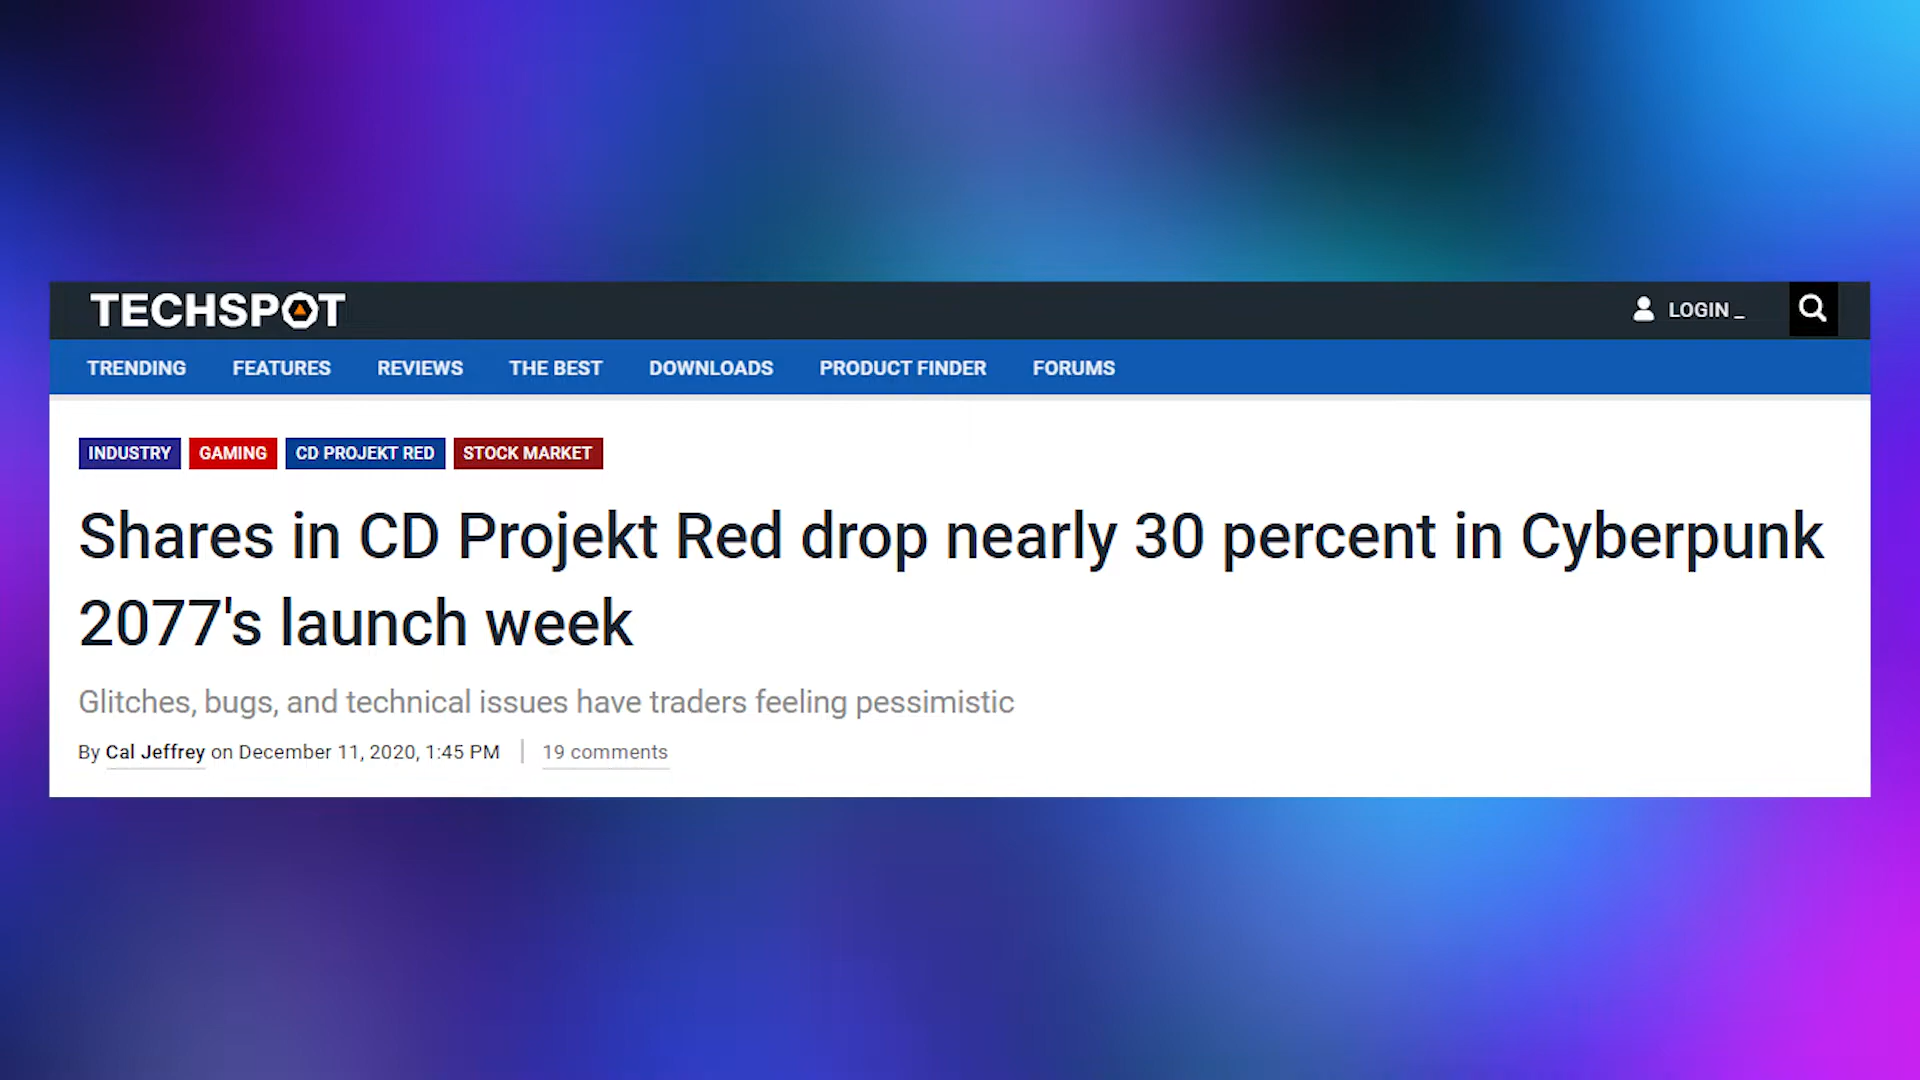 TECHSPOT
LOGIN _
TRENDING FEATURES REVIEWS THE BEST DOWNLOADS PRODUCT FINDER FORUMS
INDUSTRY GAMING CD PROJEKT RED STOCK MARKET
Shares in CD Projekt Red drop nearly 30 percent in Cyberpunk
2077's launch week
Glitches, bugs, and technical issues have traders feeling pessimistic
By Cal Jeffrey on December 11, 2020, 1:45 PM | 19 comments